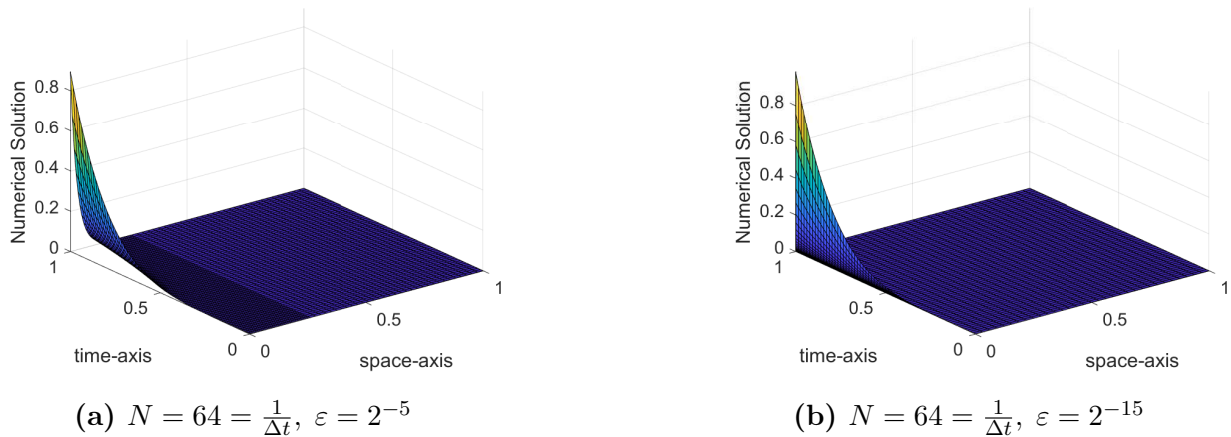 Numerical Solution
0.8
0.6
0.4
0.2
0
1
0.5
0
time-axis
0
0.5
1
space-axis
(a) N = 64 = 1/Δt, ε = 2^{-5}
Numerical Solution
0.8
0.6
0.4
0.2
0
1
0.5
0
time-axis
0
0.5
1
space-axis
(b) N = 64 = 1/Δt, ε = 2^{-15}